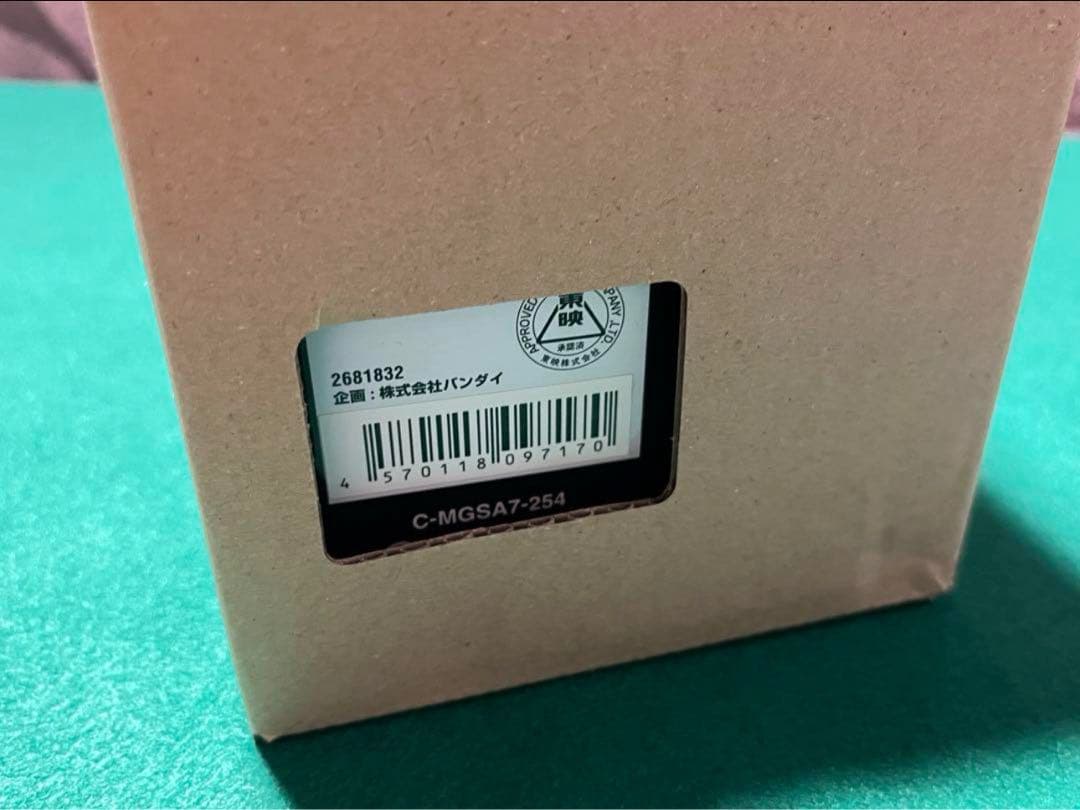 APPROVED
PANY.LTD.
東映
承認済
東映株式会社
2681832
企画:株式会社バンダイ
4 570118 097170
C-MGSA7-254